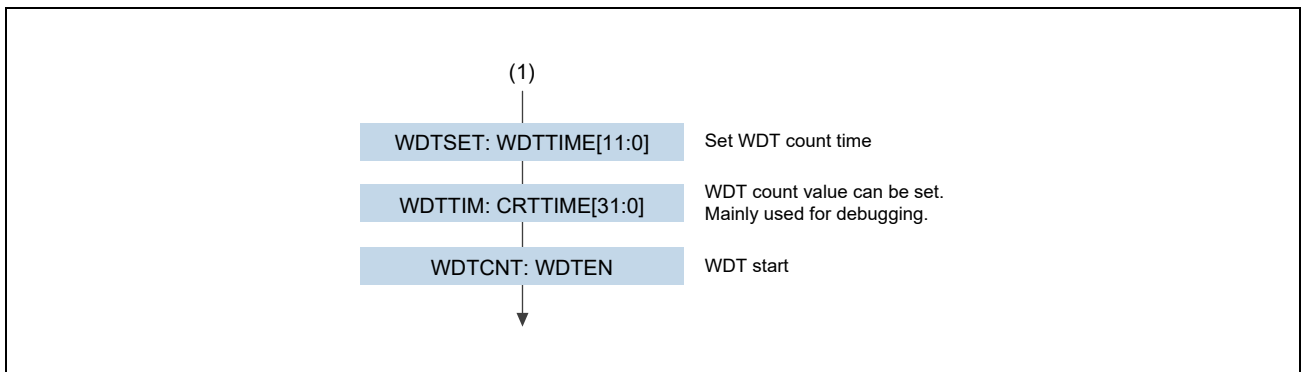 (1)
WDTSET: WDTTIME[11:0]
Set WDT count time
WDTTIM: CRTTIME[31:0]
WDT count value can be set.
Mainly used for debugging.
WDTCNT: WDTEN
WDT start